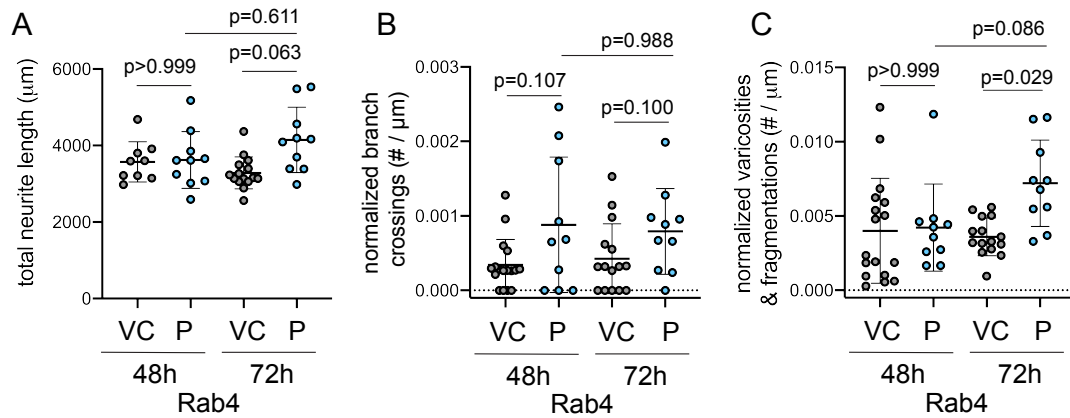 A
p=0.611
p>0.999
p=0.063
total neurite length (μm)
6000
4000
2000
0
VC P VC P
48h 72h
Rab4
B
p=0.988
p=0.107
p=0.100
normalized branch
crossings (# / μm)
0.003
0.002
0.001
0.000
VC P VC P
48h 72h
Rab4
C
p=0.086
p>0.999
p=0.029
normalized varicosities
& fragmentations (# / μm)
0.015
0.010
0.005
0.000
VC P VC P
48h 72h
Rab4